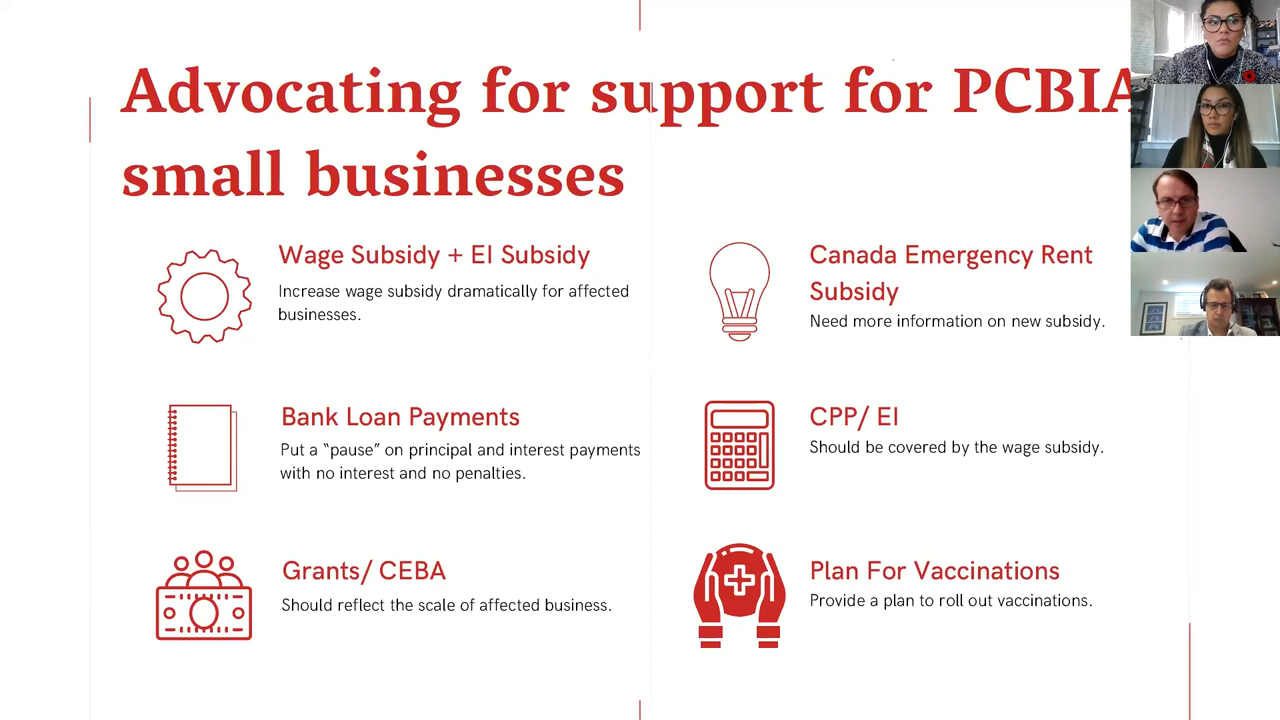 Advocating for support for PCBIA
small businesses
Wage Subsidy + EI Subsidy
Increase wage subsidy dramatically for affected
businesses.
Bank Loan Payments
Put a “pause” on principal and interest payments
with no interest and no penalties.
Grants/ CEBA
Should reflect the scale of affected business.
Canada Emergency Rent
Subsidy
Need more information on new subsidy.
CPP/ EI
Should be covered by the wage subsidy.
Plan For Vaccinations
Provide a plan to roll out vaccinations.